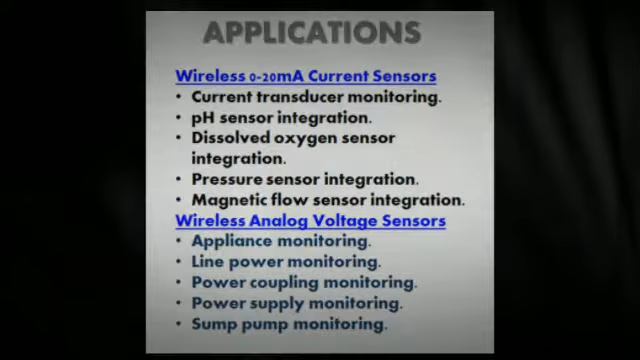 APPLICATIONS
Wireless 0-20mA Current Sensors
• Current transducer monitoring.
• pH sensor integration.
• Dissolved oxygen sensor
integration.
• Pressure sensor integration.
• Magnetic flow sensor integration.
Wireless Analog Voltage Sensors
• Appliance monitoring.
• Line power monitoring.
• Power coupling monitoring.
• Power supply monitoring.
• Sump pump monitoring.